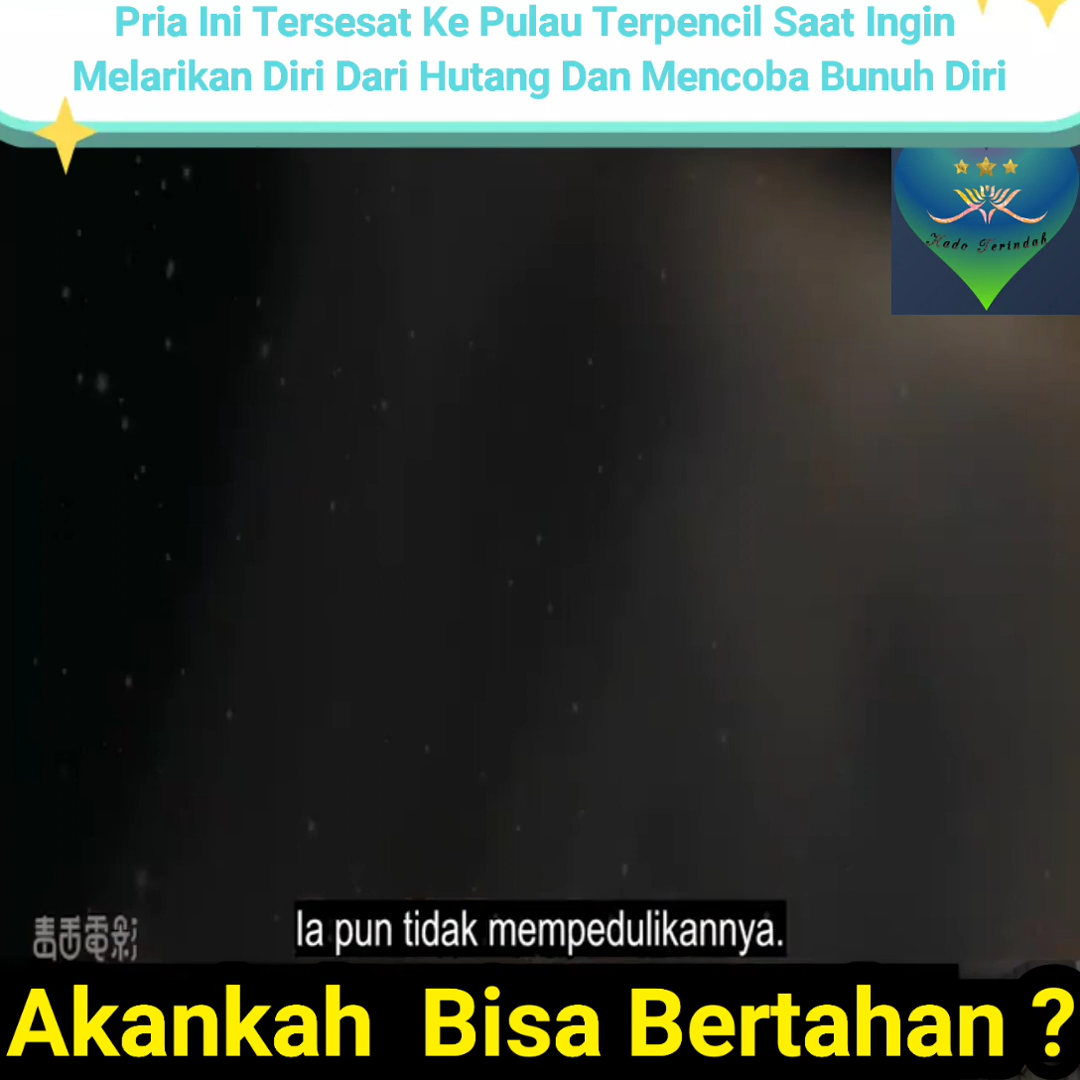 Pria Ini Tersesat Ke Pulau Terpencil Saat Ingin
Melarikan Diri Dari Hutang Dan Mencoba Bunuh Diri
Kado Terindah
Ia pun tidak mempedulikannya.
毒舌電影
Akankah Bisa Bertahan ?